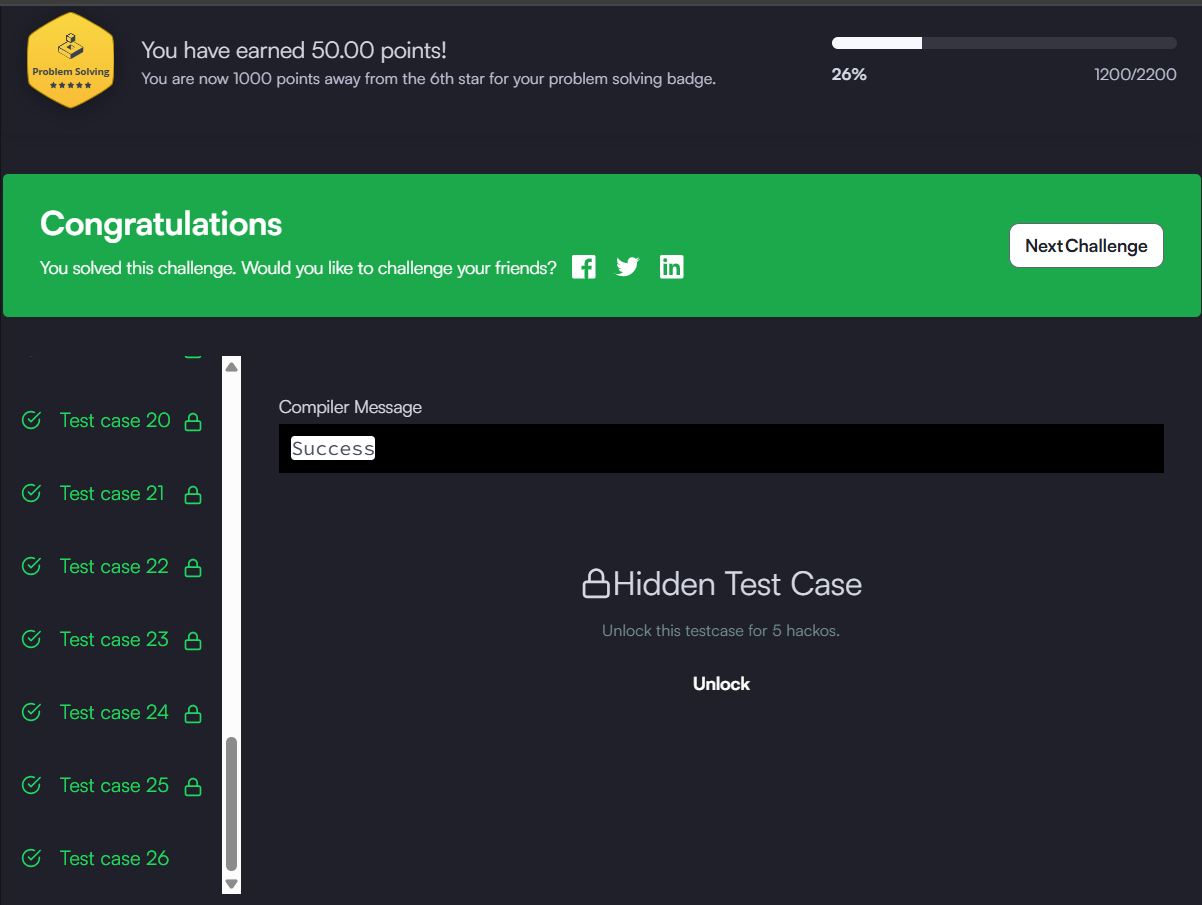 Problem Solving
You have earned 50.00 points!
You are now 1000 points away from the 6th star for your problem solving badge.
26%
1200/2200
Congratulations
You solved this challenge. Would you like to challenge your friends?
Next Challenge
Test case 20
Test case 21
Test case 22
Test case 23
Test case 24
Test case 25
Test case 26
Compiler Message
Success
Hidden Test Case
Unlock this testcase for 5 hackos.
Unlock